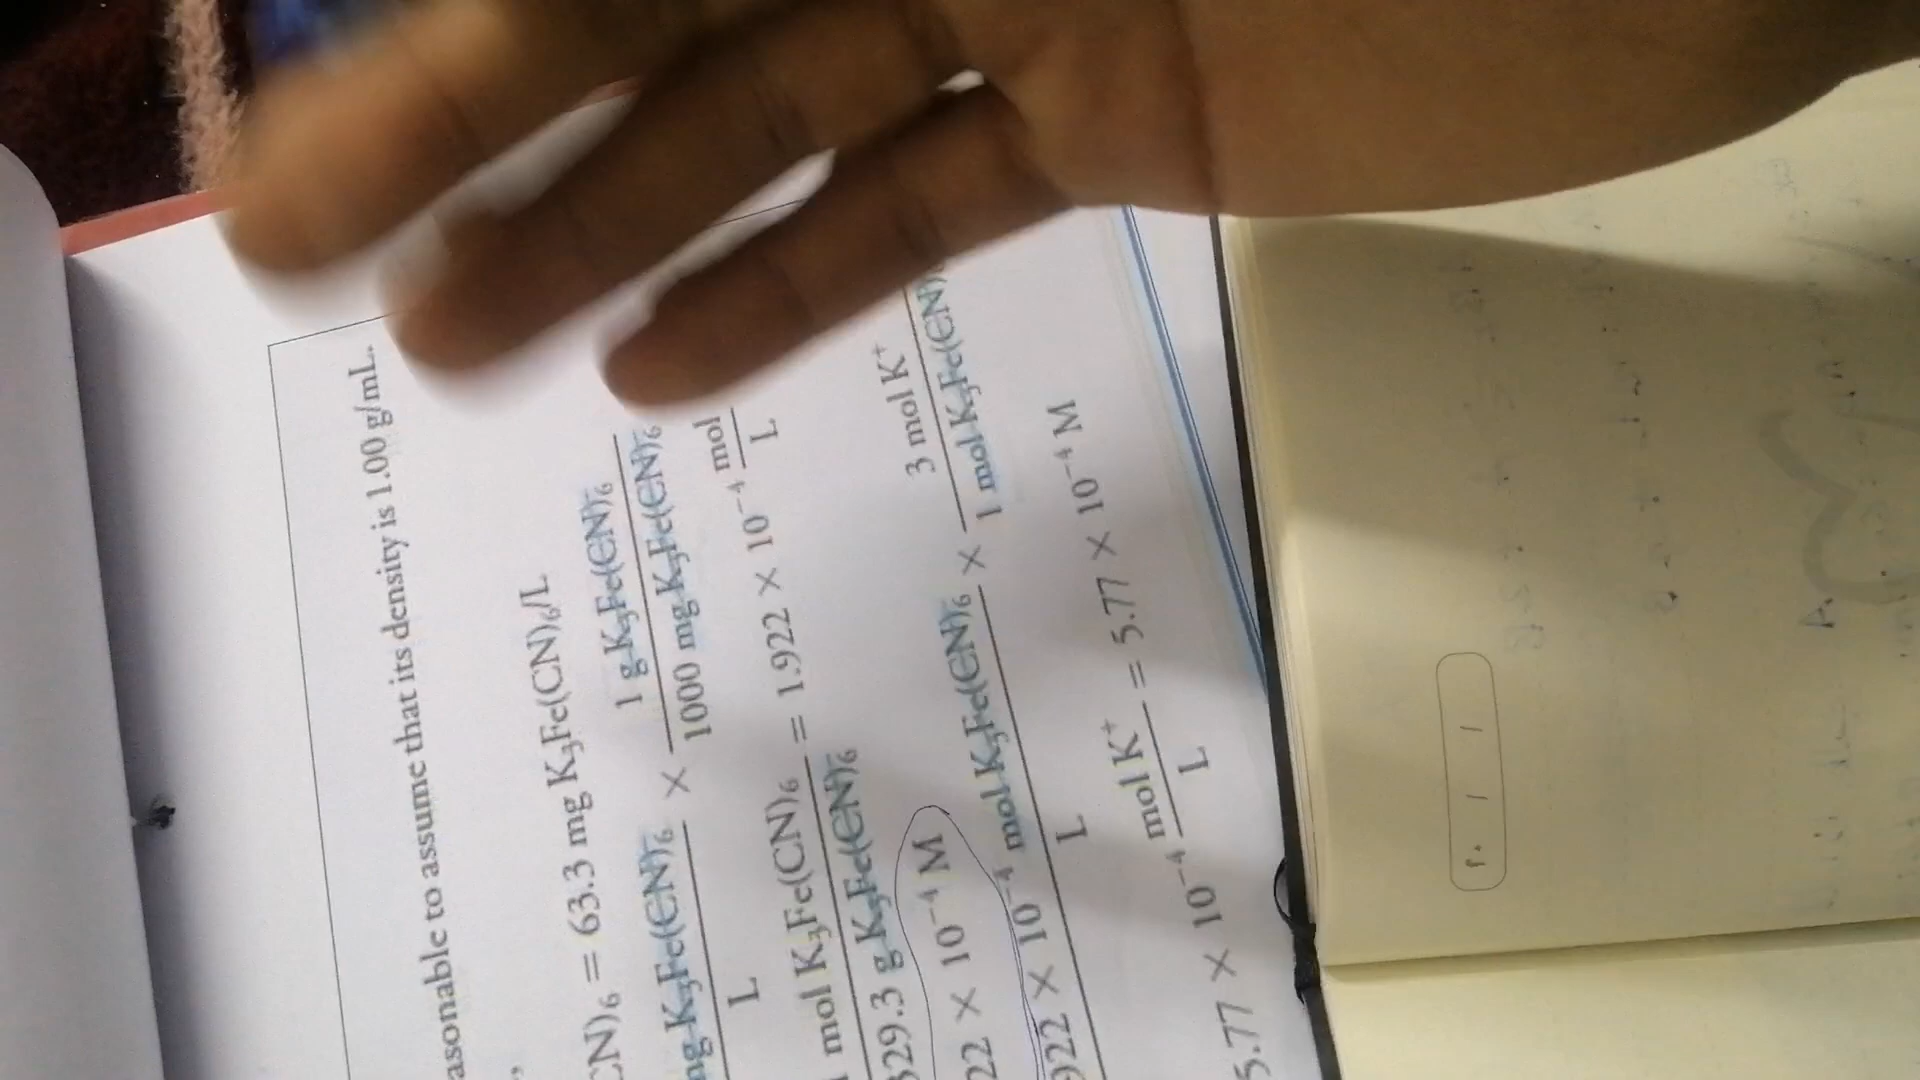 asonable to assume that its density is 1.00 g/mL.
,
CN)₆ = 63.3 mg K₃Fe(CN)₆/L
mg K₃Fe(CN)₆ / L × 1 g K₃Fe(CN)₆ / 1000 mg K₃Fe(CN)₆
mol K₃Fe(CN)₆ / 329.3 g K₃Fe(CN)₆ = 1.922 × 10⁻⁴ mol / L
22 × 10⁻⁴ M
922 × 10⁻⁴ mol K₃Fe(CN)₆ / L × 3 mol K⁺ / 1 mol K₃Fe(CN)
5.77 × 10⁻⁴ mol K⁺ / L = 5.77 × 10⁻⁴ M